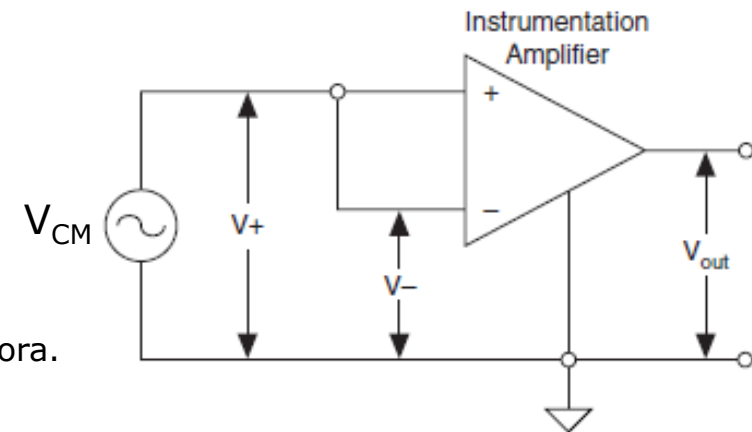 Instrumentation
Amplifier
+
V_CM
V+
–
V–
V_out
ora.